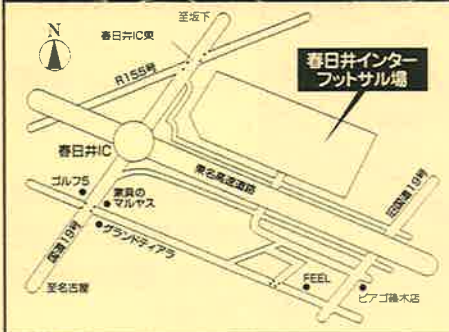 N
至坂下
春日井IC東
R155号
春日井インター
フットサル場
春日井IC
東名高速道路
旧国道19号
ゴルフ5
家具の
マルヤス
グランドティアラ
国道19号
至名古屋
FEEL
ピアゴ篠木店